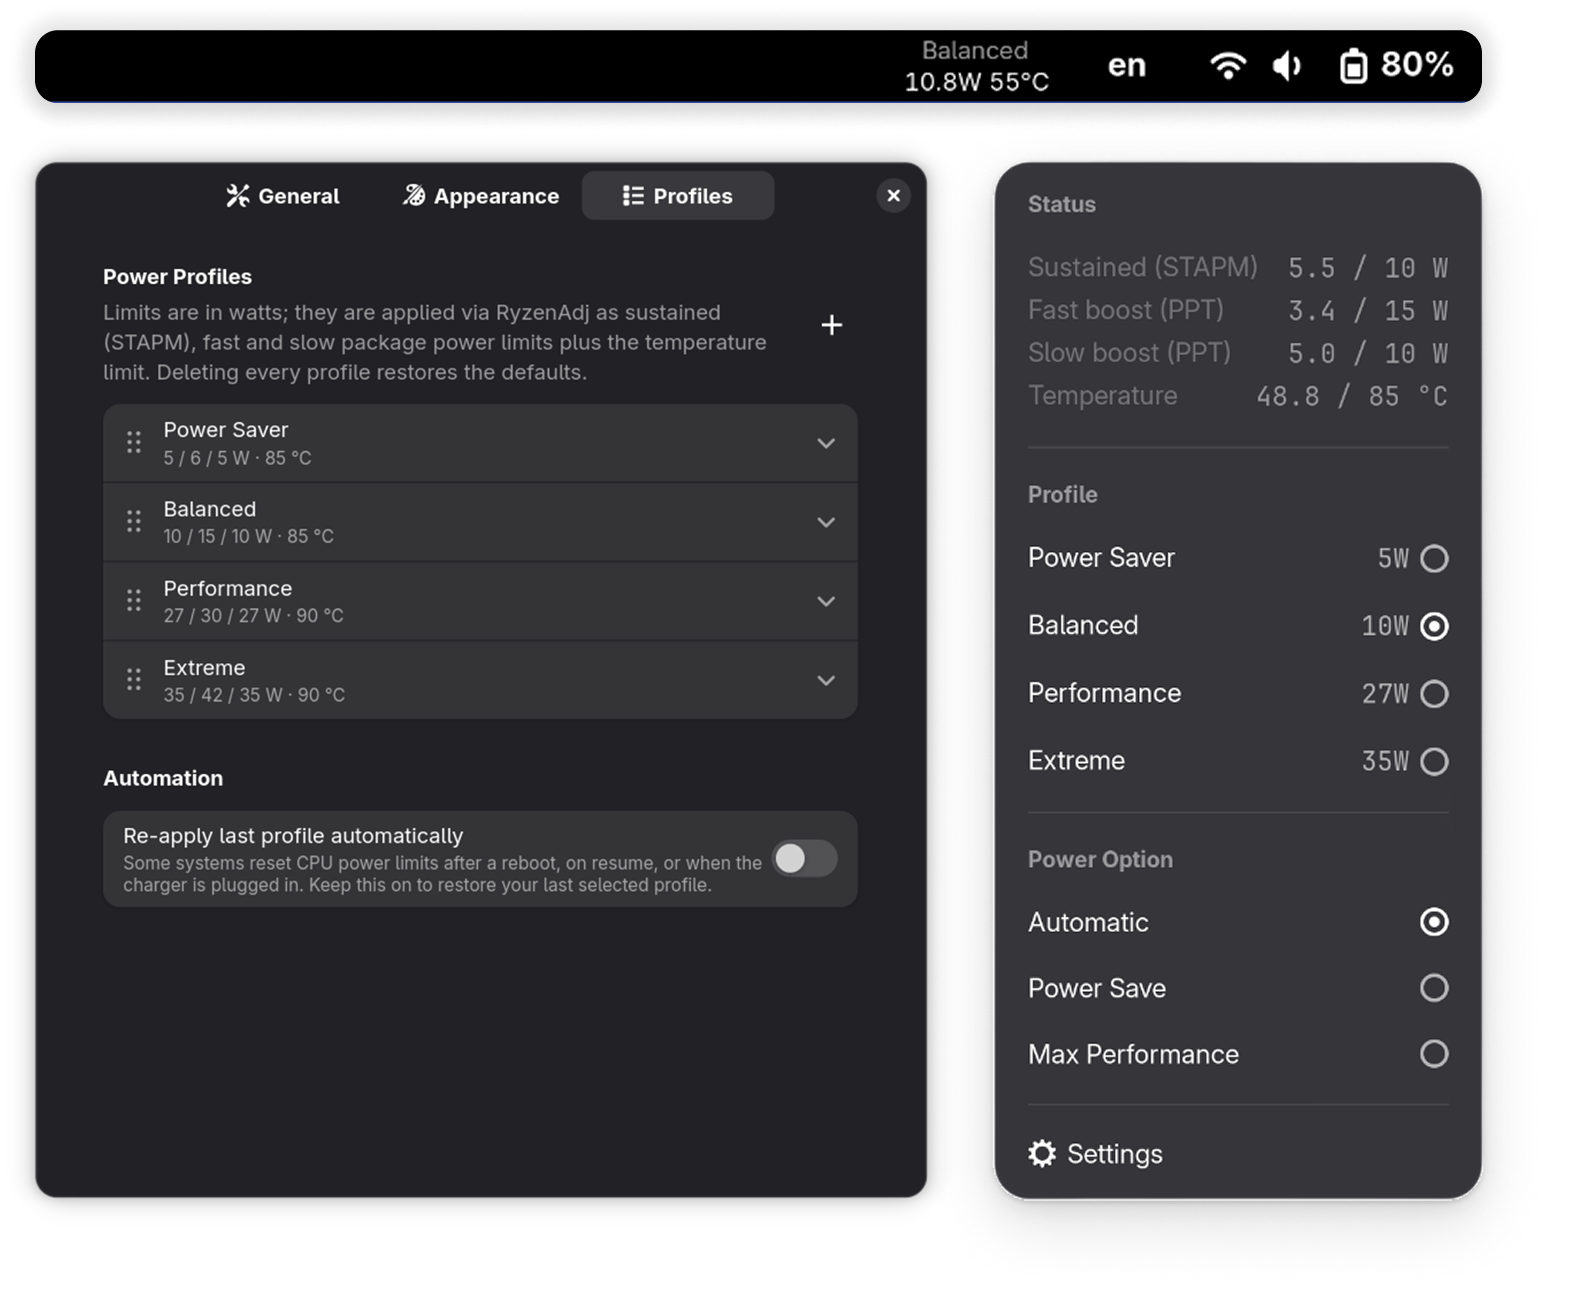 Balanced
10.8W 55°C
en
80%
General
Appearance
Profiles
Power Profiles
Limits are in watts; they are applied via RyzenAdj as sustained
(STAPM), fast and slow package power limits plus the temperature
limit. Deleting every profile restores the defaults.
Power Saver
5 / 6 / 5 W · 85 °C
Balanced
10 / 15 / 10 W · 85 °C
Performance
27 / 30 / 27 W · 90 °C
Extreme
35 / 42 / 35 W · 90 °C
Automation
Re-apply last profile automatically
Some systems reset CPU power limits after a reboot, on resume, or when the
charger is plugged in. Keep this on to restore your last selected profile.
Status
Sustained (STAPM) 5.5 / 10 W
Fast boost (PPT) 3.4 / 15 W
Slow boost (PPT) 5.0 / 10 W
Temperature 48.8 / 85 °C
Profile
Power Saver 5W
Balanced 10W
Performance 27W
Extreme 35W
Power Option
Automatic
Power Save
Max Performance
Settings